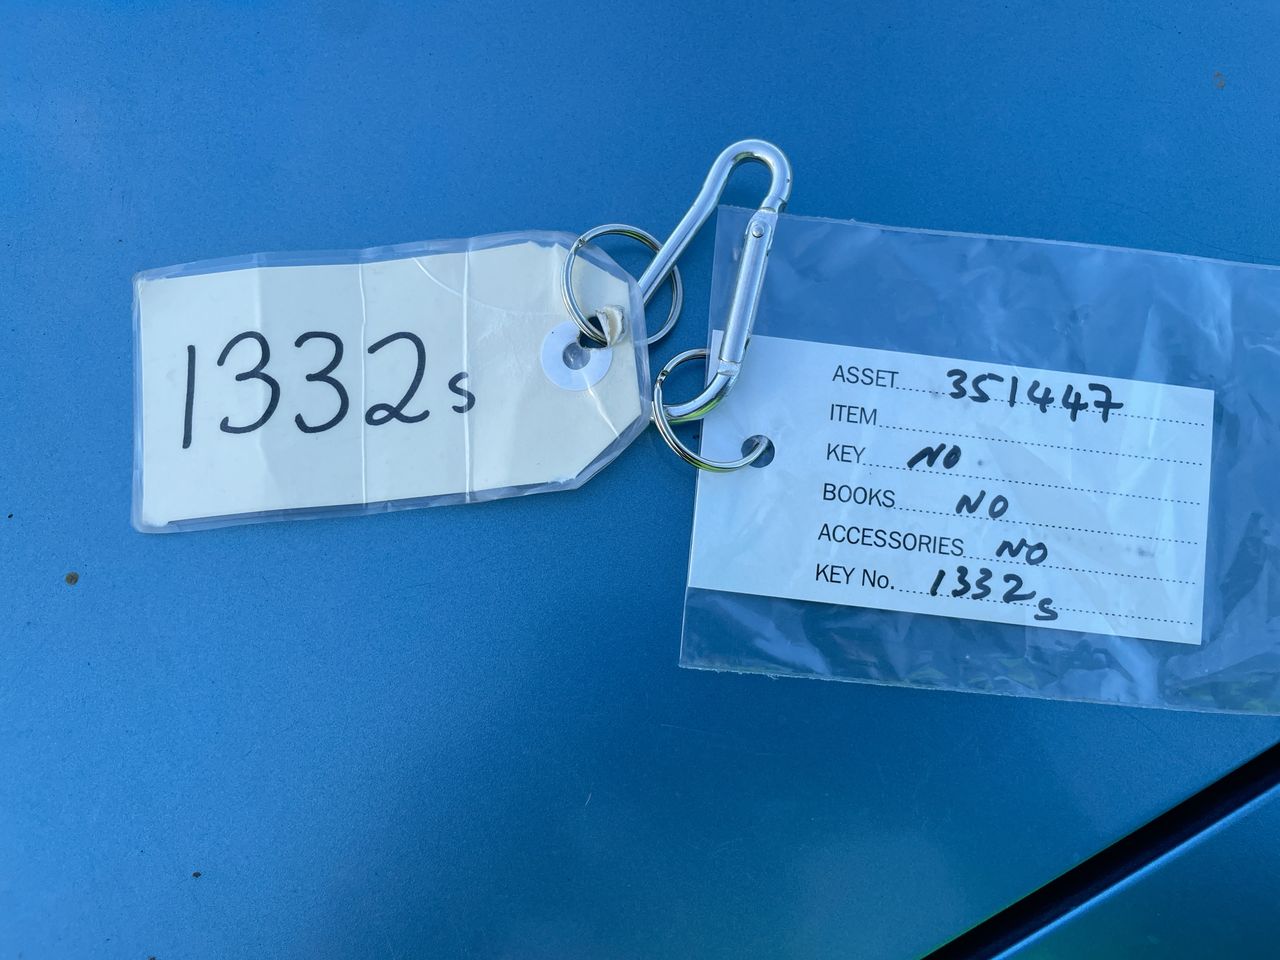 1332s
ASSET 351447
ITEM
KEY NO
BOOKS NO
ACCESSORIES NO
KEY No. 1332s